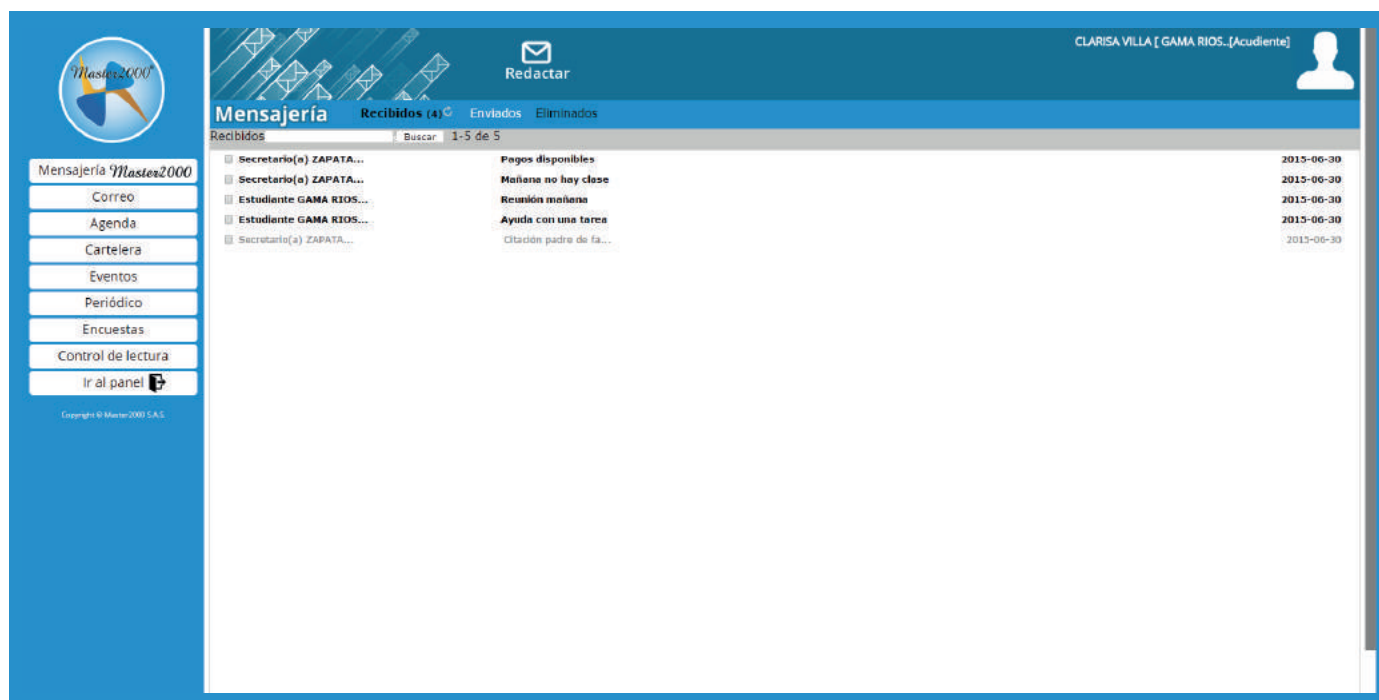 Master2000®
Mensajería Master2000
Correo
Agenda
Cartelera
Eventos
Periódico
Encuestas
Control de lectura
Ir al panel
Copyright © Master2000 S.A.S.
Redactar
CLARISA VILLA [ GAMA RIOS..[Acudiente]
Mensajería Recibidos (4) Enviados Eliminados
Recibidos Buscar 1-5 de 5
Secretario(a) ZAPATA... Pagos disponibles 2015-06-30
Secretario(a) ZAPATA... Mañana no hay clase 2015-06-30
Estudiante GAMA RIOS... Reunión mañana 2015-06-30
Estudiante GAMA RIOS... Ayuda con una tarea 2015-06-30
Secretario(a) ZAPATA... Citación padre de fa... 2015-06-30